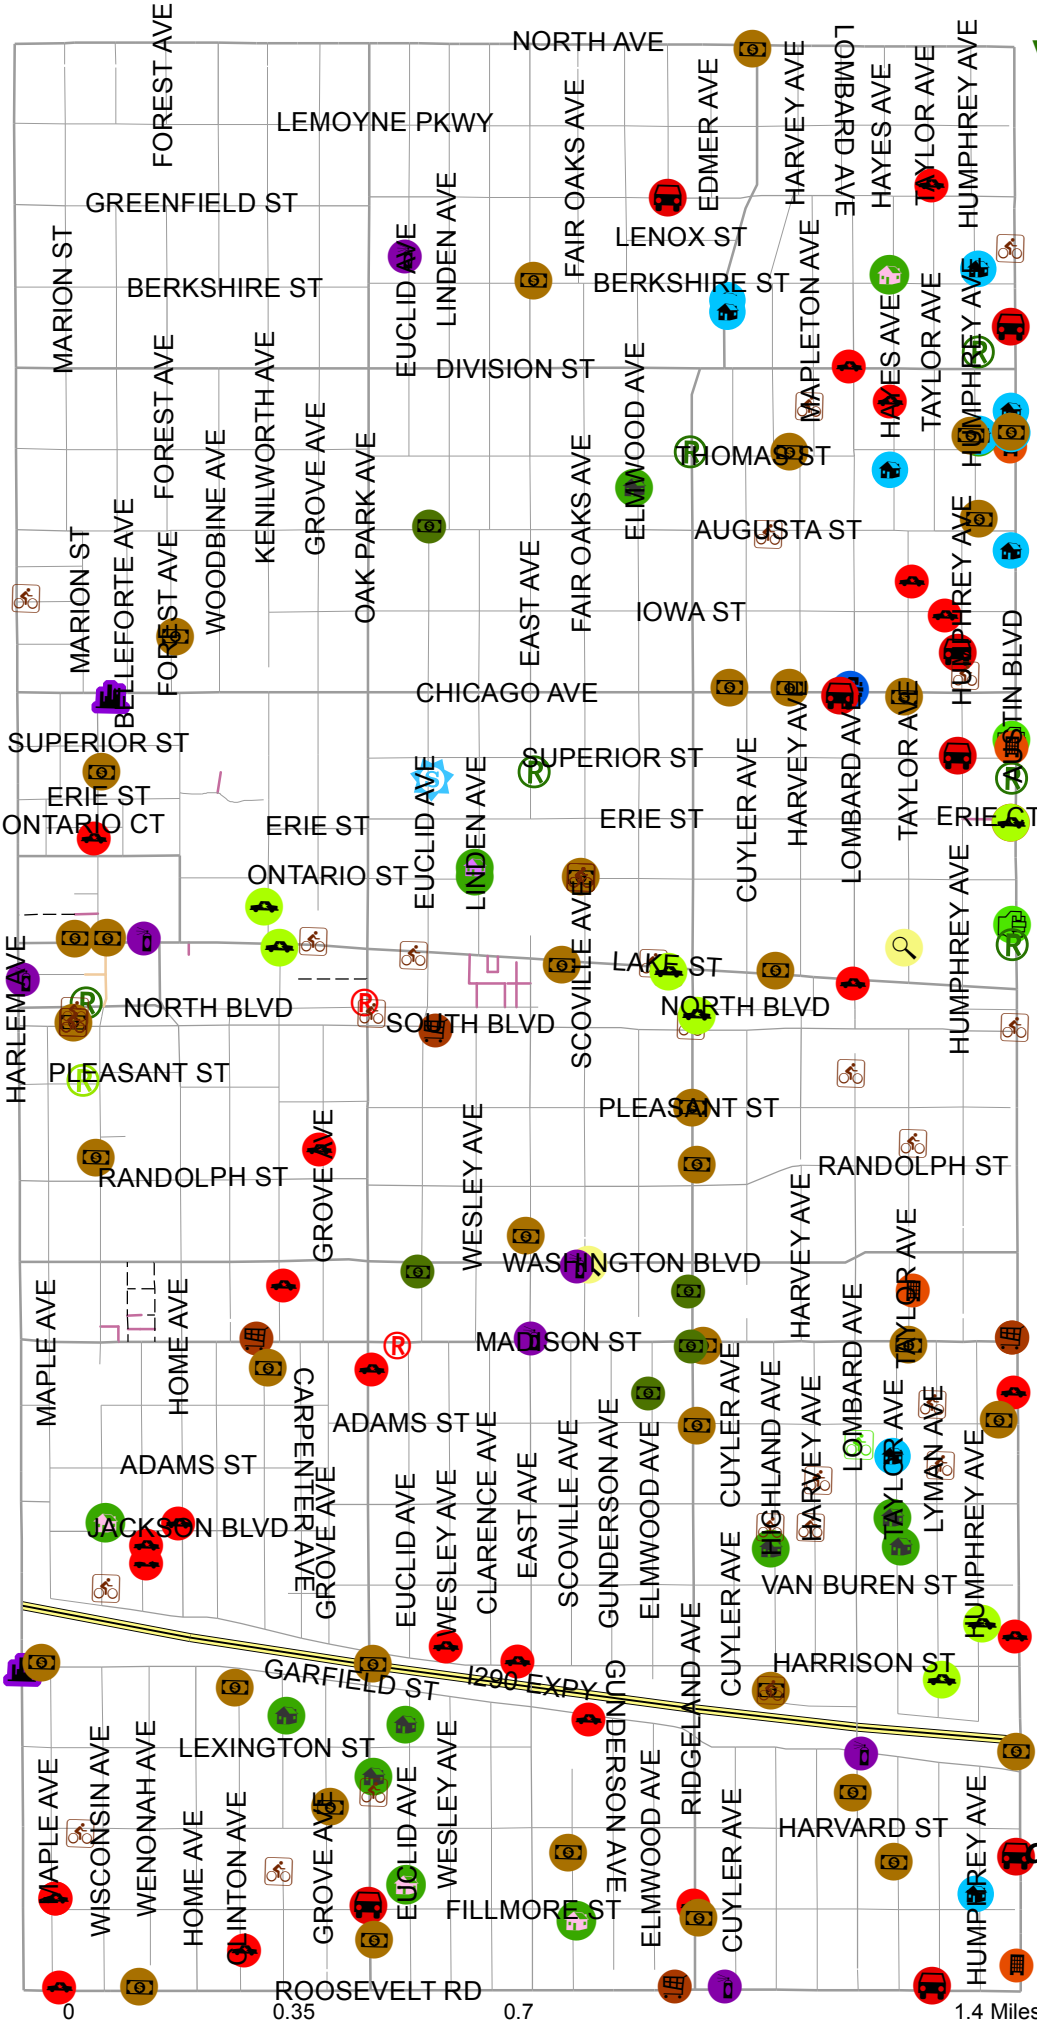 NORTH AVE
FOREST AVE
LEMOYNE PKWY
FAIR OAKS AVE
EDMER AVE
HARVEY AVE
LOMBARD AVE
HAYES AVE
TAYLOR AVE
HUMPHREY AVE
GREENFIELD ST
LENOX ST
MARION ST
EUCLID AVE
LINDEN AVE
BERKSHIRE ST
BERKSHIRE ST
MAPLETON AVE
HAYES AVE
TAYLOR AVE
HUMPHREY AVE
DIVISION ST
FOREST AVE
KENILWORTH AVE
ELMWOOD AVE
R
R
THOMAS ST
WOODBINE AVE
GROVE AVE
OAK PARK AVE
FAIR OAKS AVE
AUGUSTA ST
MARION ST
BELLEFORTE AVE
FOREST AVE
EAST AVE
IOWA ST
HUMPHREY AVE
AUSTIN BLVD
CHICAGO AVE
SUPERIOR ST
SUPERIOR ST
R
R
S
ERIE ST
ONTARIO CT
ERIE ST
ERIE ST
ERIE CT
EUCLID AVE
LINDEN AVE
CUYLER AVE
HARVEY AVE
LOMBARD AVE
TAYLOR AVE
ONTARIO ST
SCOVILLE AVE
HUMPHREY AVE
R
LAKE ST
HARLEM AVE
R
NORTH BLVD
R
SOUTH BLVD
NORTH BLVD
PLEASANT ST
R
PLEASANT ST
RANDOLPH ST
GROVE AVE
WESLEY AVE
RANDOLPH ST
HARVEY AVE
WASHINGTON BLVD
TAYLOR AVE
MAPLE AVE
HOME AVE
R
MADISON ST
LOMBARD AVE
CARPENTER AVE
ADAMS ST
ADAMS ST
CUYLER AVE
HIGHLAND AVE
HARVEY AVE
TAYLOR AVE
LYMAN AVE
HUMPHREY AVE
JACKSON BLVD
GROVE AVE
EUCLID AVE
WESLEY AVE
CLARENCE AVE
EAST AVE
SCOVILLE AVE
GUNDERSON AVE
ELMWOOD AVE
CUYLER AVE
VAN BUREN ST
HARRISON ST
GARFIELD ST
I290 EXPY
RIDGELAND AVE
GUNDERSON AVE
LEXINGTON ST
MAPLE AVE
WISCONSIN AVE
WENONAH AVE
HOME AVE
CLINTON AVE
GROVE AVE
EUCLID AVE
WESLEY AVE
ELMWOOD AVE
CUYLER AVE
HARVARD ST
HUMPHREY AVE
FILLMORE ST
ROOSEVELT RD
0 0.35 0.7 1.4 Miles